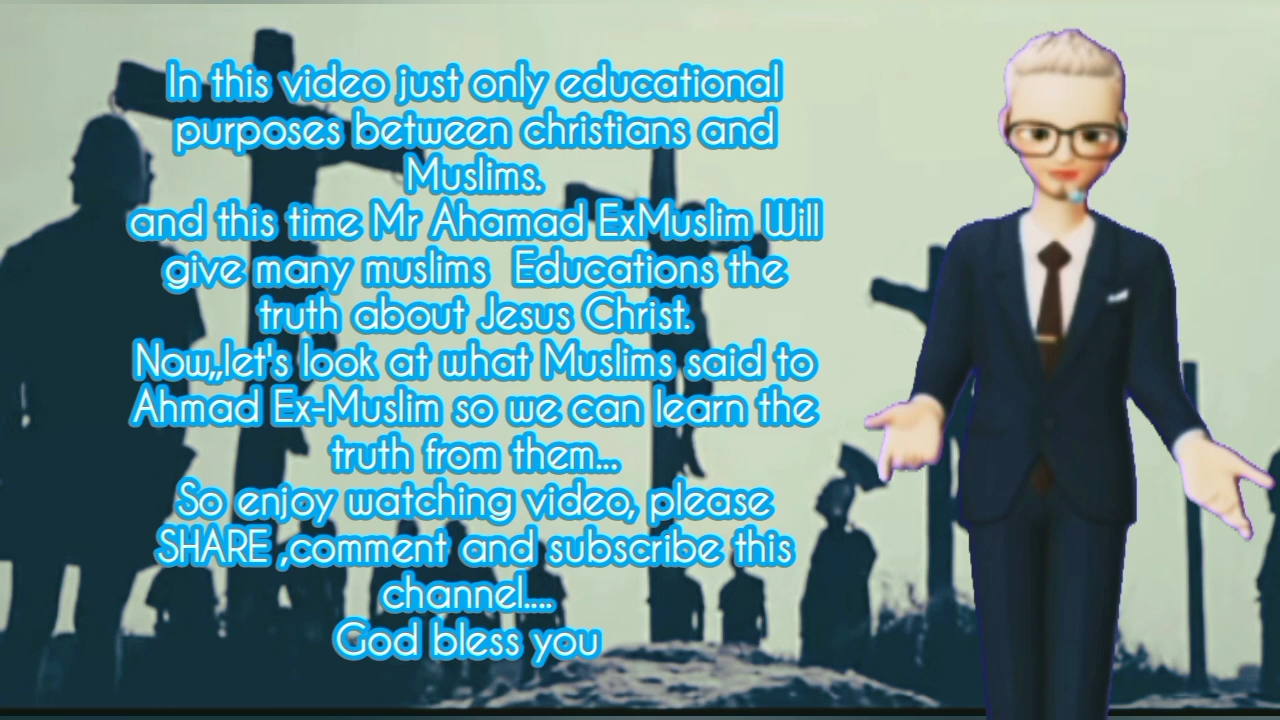 In this video just only educational
purposes between christians and
Muslims.
and this time Mr Ahamad ExMuslim Will
give many muslims Educations the
truth about Jesus Christ.
Now,,let's look at what Muslims said to
Ahmad Ex-Muslim so we can learn the
truth from them...
So enjoy watching video, please
SHARE ,comment and subscribe this
channel....
God bless you